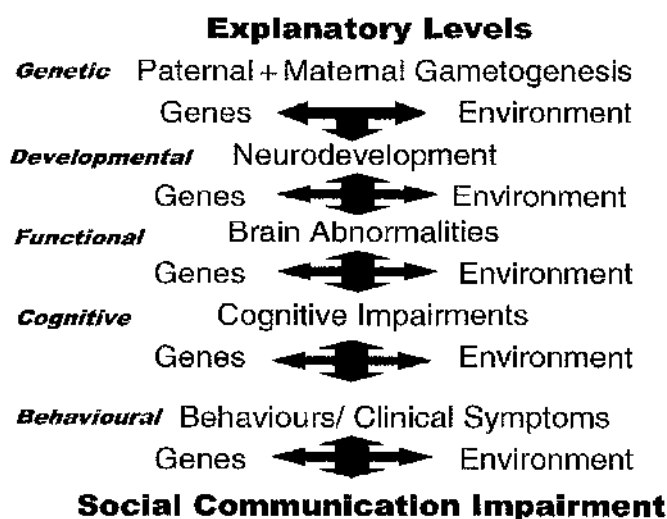 Explanatory Levels
Genetic Paternal + Maternal Gametogenesis
Genes Environment
Developmental Neurodevelopment
Genes Environment
Functional Brain Abnormalities
Genes Environment
Cognitive Cognitive Impairments
Genes Environment
Behavioural Behaviours/ Clinical Symptoms
Genes Environment
Social Communication Impairment